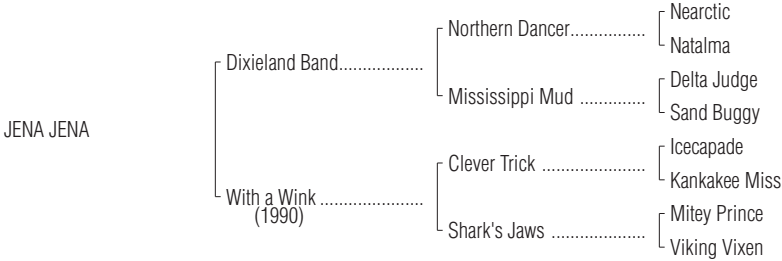 Nearctic
Northern Dancer......................
Natalma
Dixieland Band..................
Delta Judge
Mississippi Mud ..............
Sand Buggy
JENA JENA
Icecapade
Clever Trick ......................
Kankakee Miss
With a Wink ......................
(1990)
Mitey Prince
Shark's Jaws ....................
Viking Vixen